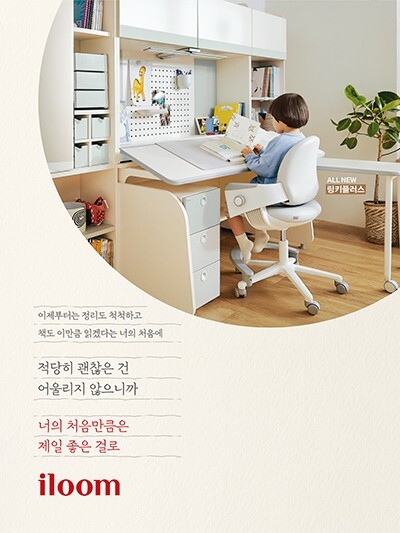 ALL NEW
링키플러스
이제부터는 정리도 척척하고
책도 이만큼 읽겠다는 너의 처음에
적당히 괜찮은 건
어울리지 않으니까
너의 처음만큼은
제일 좋은 걸로
iloom